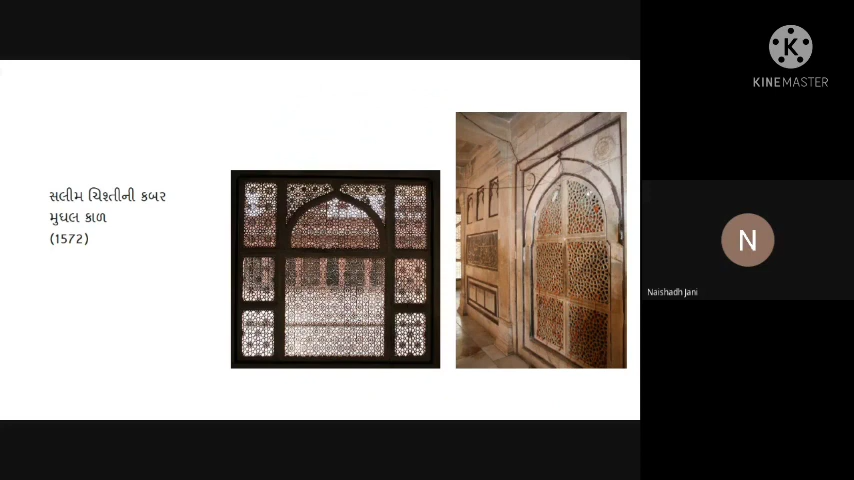 સલીમ ચિશ્તીની કબર
મુઘલ કાળ
(1572)
KINEMASTER
N
Naishadh Jani